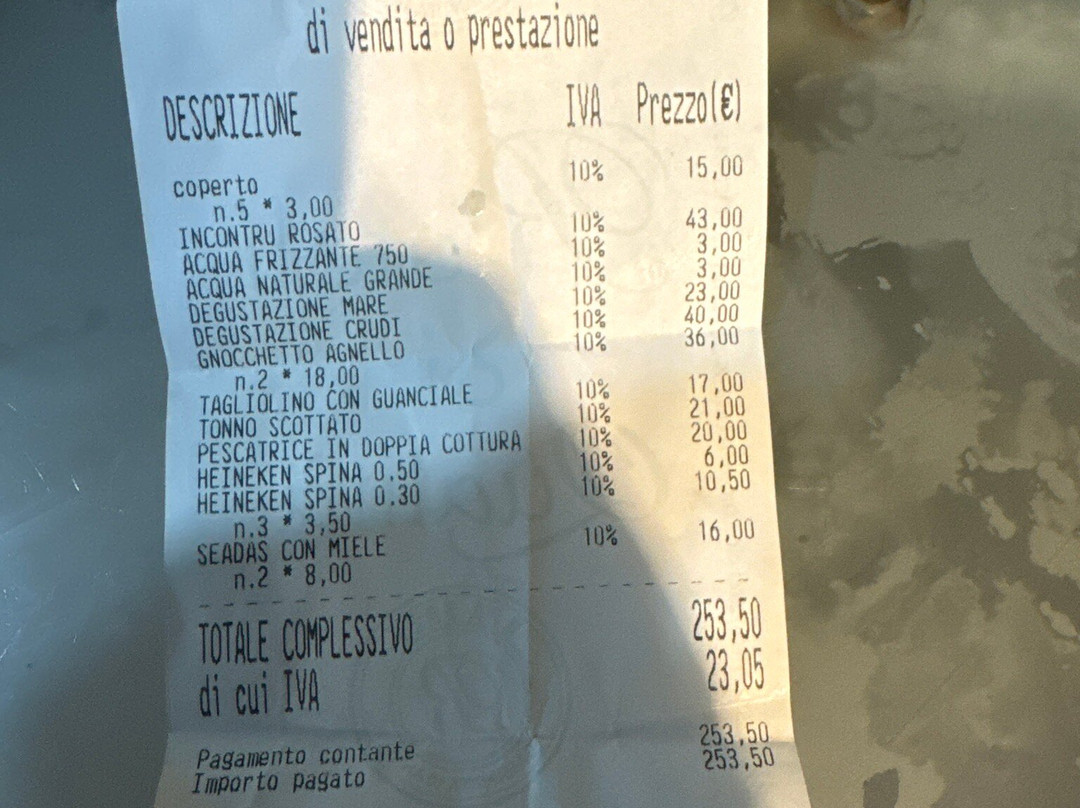 di vendita o prestazione
DESCRIZIONE IVA Prezzo(€)
coperto 10% 15,00
n.5 * 3,00
INCONTRU ROSATO 10% 43,00
ACQUA FRIZZANTE 750 10% 3,00
ACQUA NATURALE GRANDE 10% 3,00
DEGUSTAZIONE MARE 10% 23,00
DEGUSTAZIONE CRUDI 10% 40,00
GNOCCHETTO AGNELLO 10% 36,00
n.2 * 18,00
TAGLIOLINO CON GUANCIALE 10% 17,00
TONNO SCOTTATO 10% 21,00
PESCATRICE IN DOPPIA COTTURA 10% 20,00
HEINEKEN SPINA 0.50 10% 6,00
HEINEKEN SPINA 0.30 10% 10,50
n.3 * 3,50
SEADAS CON MIELE 10% 16,00
n.2 * 8,00
TOTALE COMPLESSIVO 253,50
di cui IVA 23,05
Pagamento contante 253,50
Importo pagato 253,50